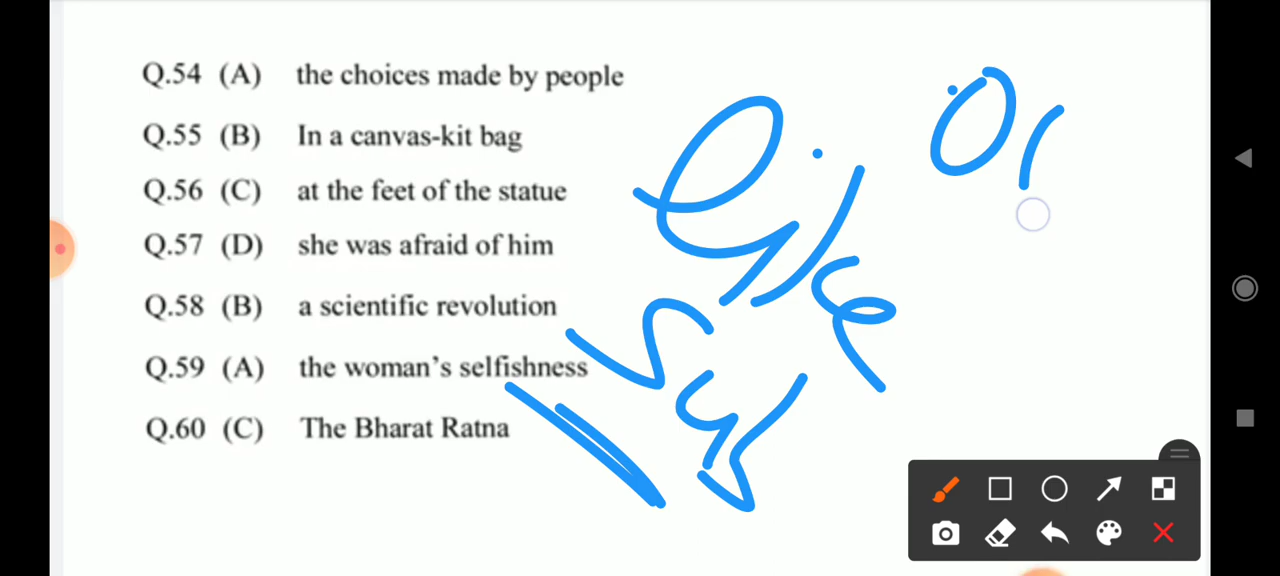 Q.54 (A) the choices made by people
Q.55 (B) In a canvas-kit bag
Q.56 (C) at the feet of the statue
Q.57 (D) she was afraid of him
Q.58 (B) a scientific revolution
Q.59 (A) the woman's selfishness
Q.60 (C) The Bharat Ratna